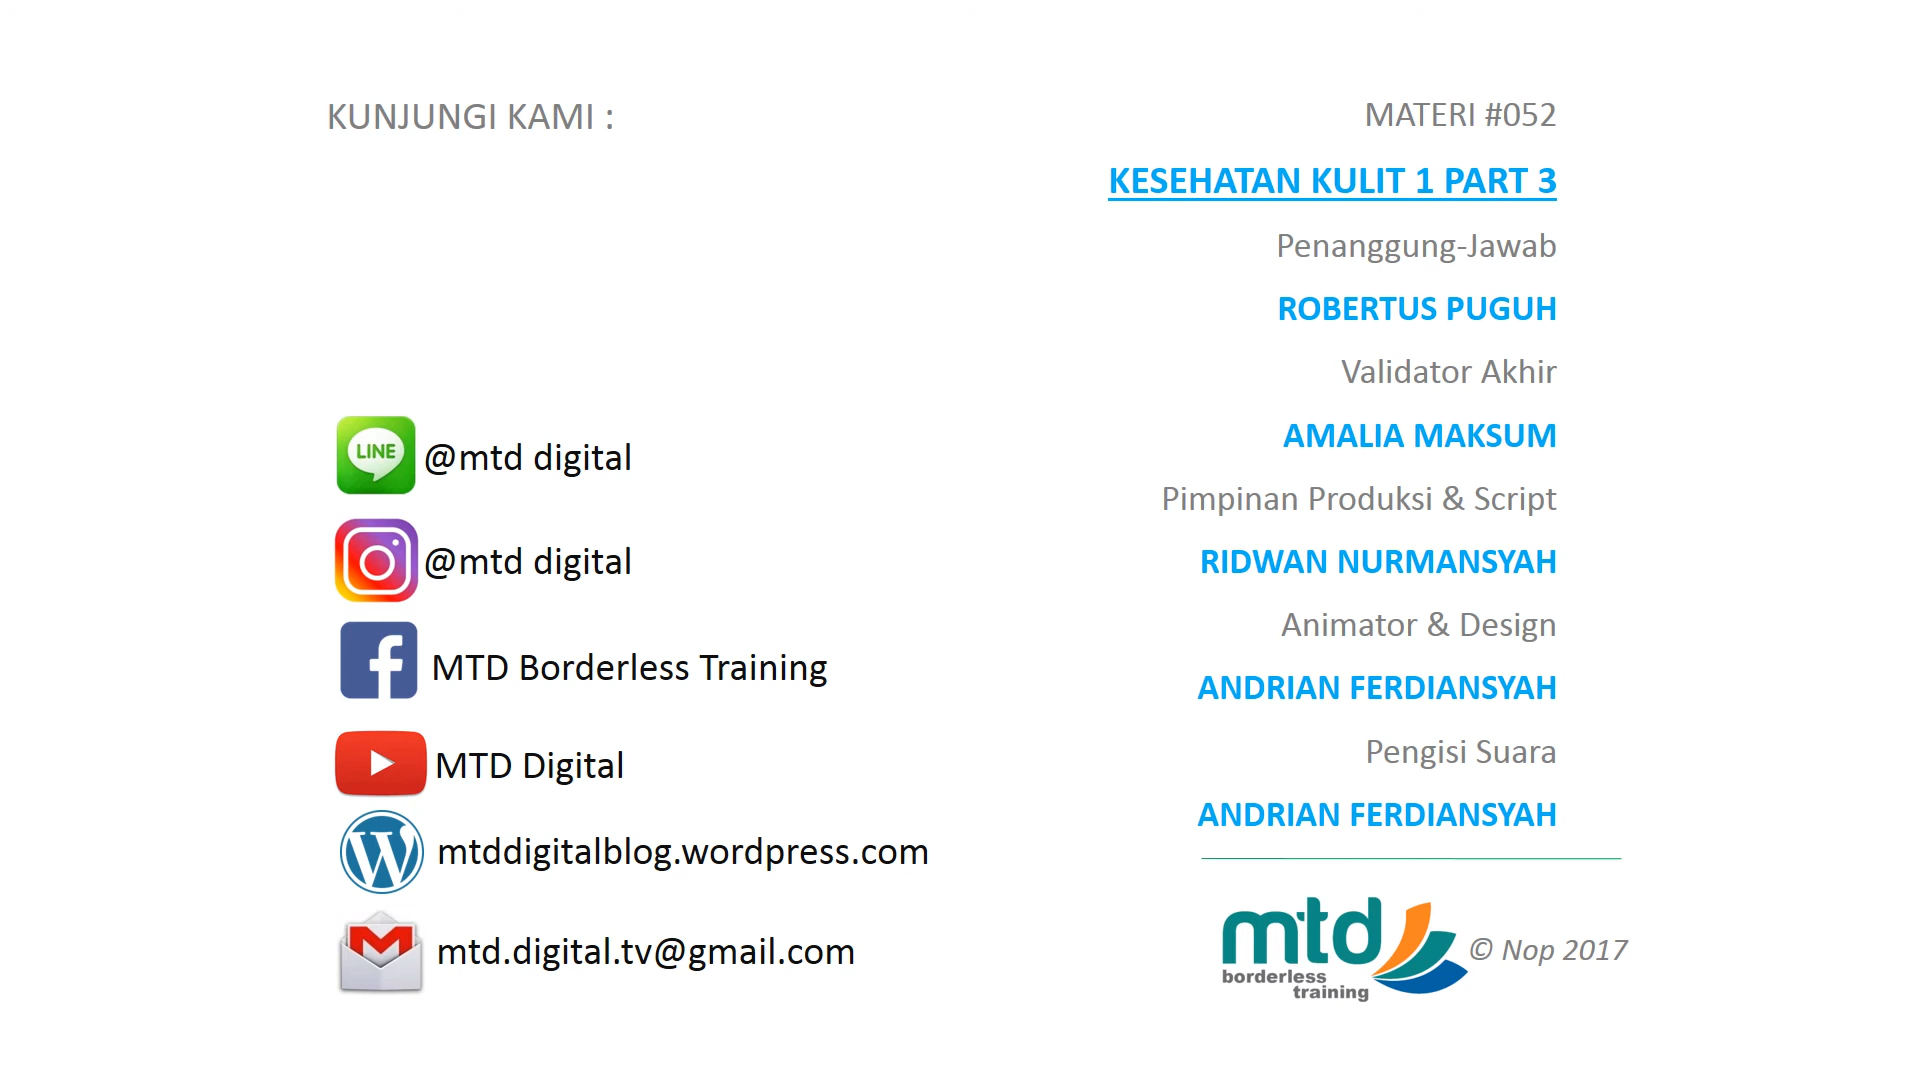 KUNJUNGI KAMI :
LINE
@mtd digital
@mtd digital
MTD Borderless Training
MTD Digital
mtddigitalblog.wordpress.com
mtd.digital.tv@gmail.com
MATERI #052
KESEHATAN KULIT 1 PART 3
Penanggung-Jawab
ROBERTUS PUGUH
Validator Akhir
AMALIA MAKSUM
Pimpinan Produksi & Script
RIDWAN NURMANSYAH
Animator & Design
ANDRIAN FERDIANSYAH
Pengisi Suara
ANDRIAN FERDIANSYAH
mtd
borderless
training
© Nop 2017